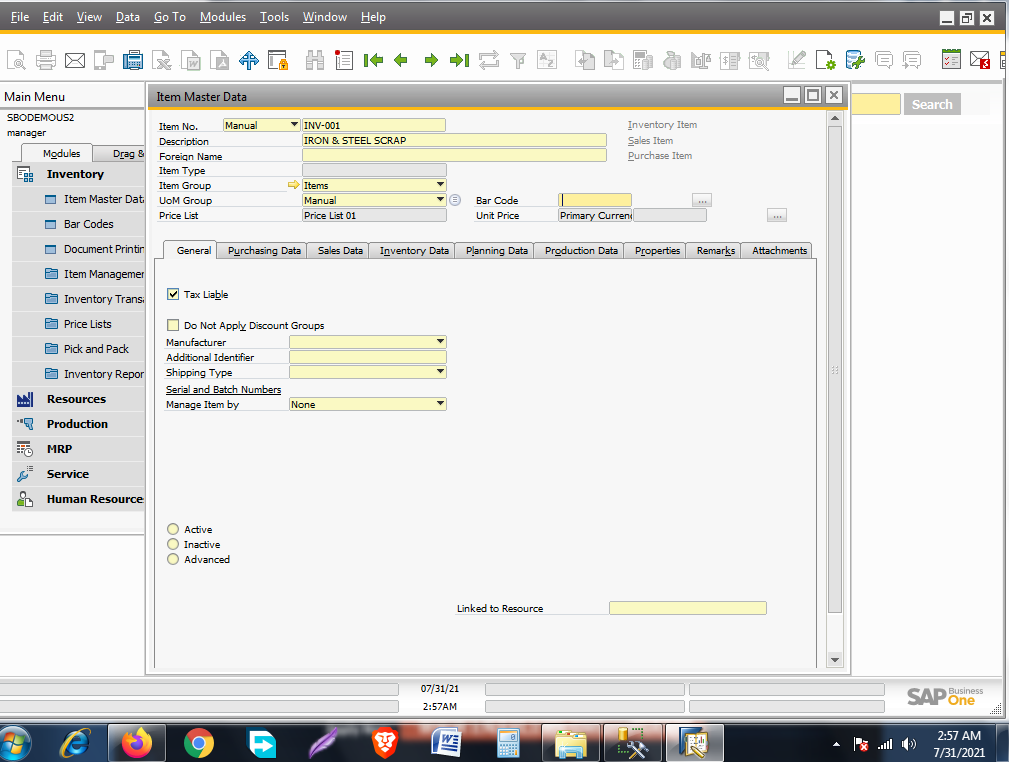 File Edit View Data Go To Modules Tools Window Help
Main Menu
SBODEMOUS2
manager
Modules Drag &
Inventory
Item Master Data
Bar Codes
Document Printin
Item Managemen
Inventory Transa
Price Lists
Pick and Pack
Inventory Repor
Resources
Production
MRP
Service
Human Resource
Item Master Data
Search
Item No. Manual INV-001 Inventory Item
Description IRON & STEEL SCRAP Sales Item
Foreign Name Purchase Item
Item Type
Item Group Items
UoM Group Manual Bar Code ...
Price List Price List 01 Unit Price Primary Curren ...
General Purchasing Data Sales Data Inventory Data Planning Data Production Data Properties Remarks Attachments
Tax Liable
Do Not Apply Discount Groups
Manufacturer
Additional Identifier
Shipping Type
Serial and Batch Numbers
Manage Item by None
Active
Inactive
Advanced
Linked to Resource
07/31/21
2:57AM
SAP Business One
2:57 AM
7/31/2021